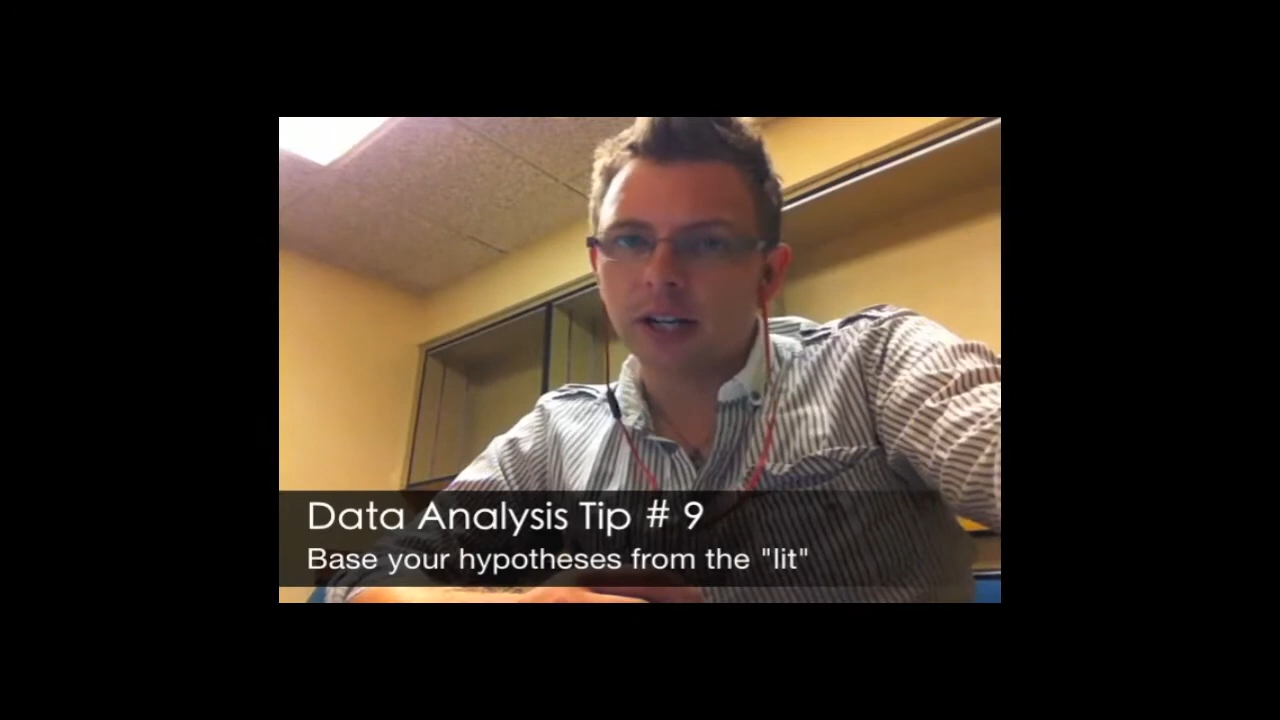 Data Analysis Tip # 9
Base your hypotheses from the "lit"